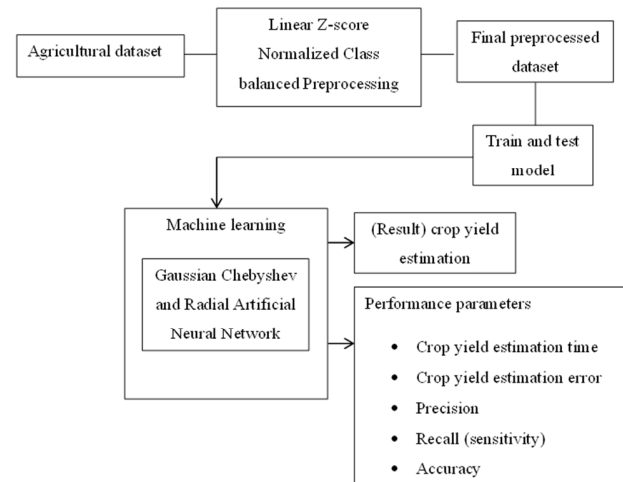 Agricultural dataset
Linear Z-score
Normalized Class
balanced Preprocessing
Final preprocessed
dataset
Train and test
model
Machine learning
Gaussian Chebyshev
and Radial Artificial
Neural Network
(Result) crop yield
estimation
Performance parameters
• Crop yield estimation time
• Crop yield estimation error
• Precision
• Recall (sensitivity)
• Accuracy